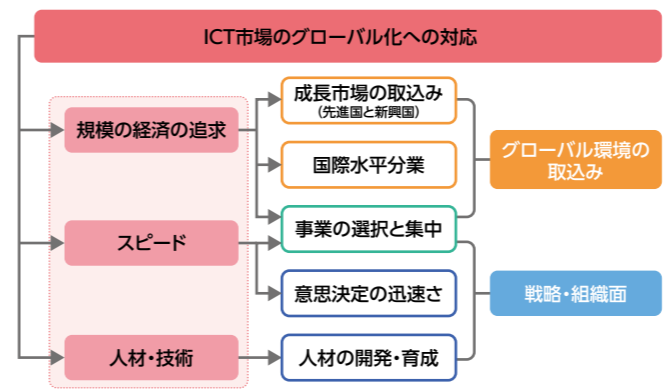 ICT市場のグローバル化への対応
規模の経済の追求
スピード
人材・技術
成長市場の取込み
(先進国と新興国)
国際水平分業
事業の選択と集中
意思決定の迅速さ
人材の開発・育成
グローバル環境の
取込み
戦略・組織面